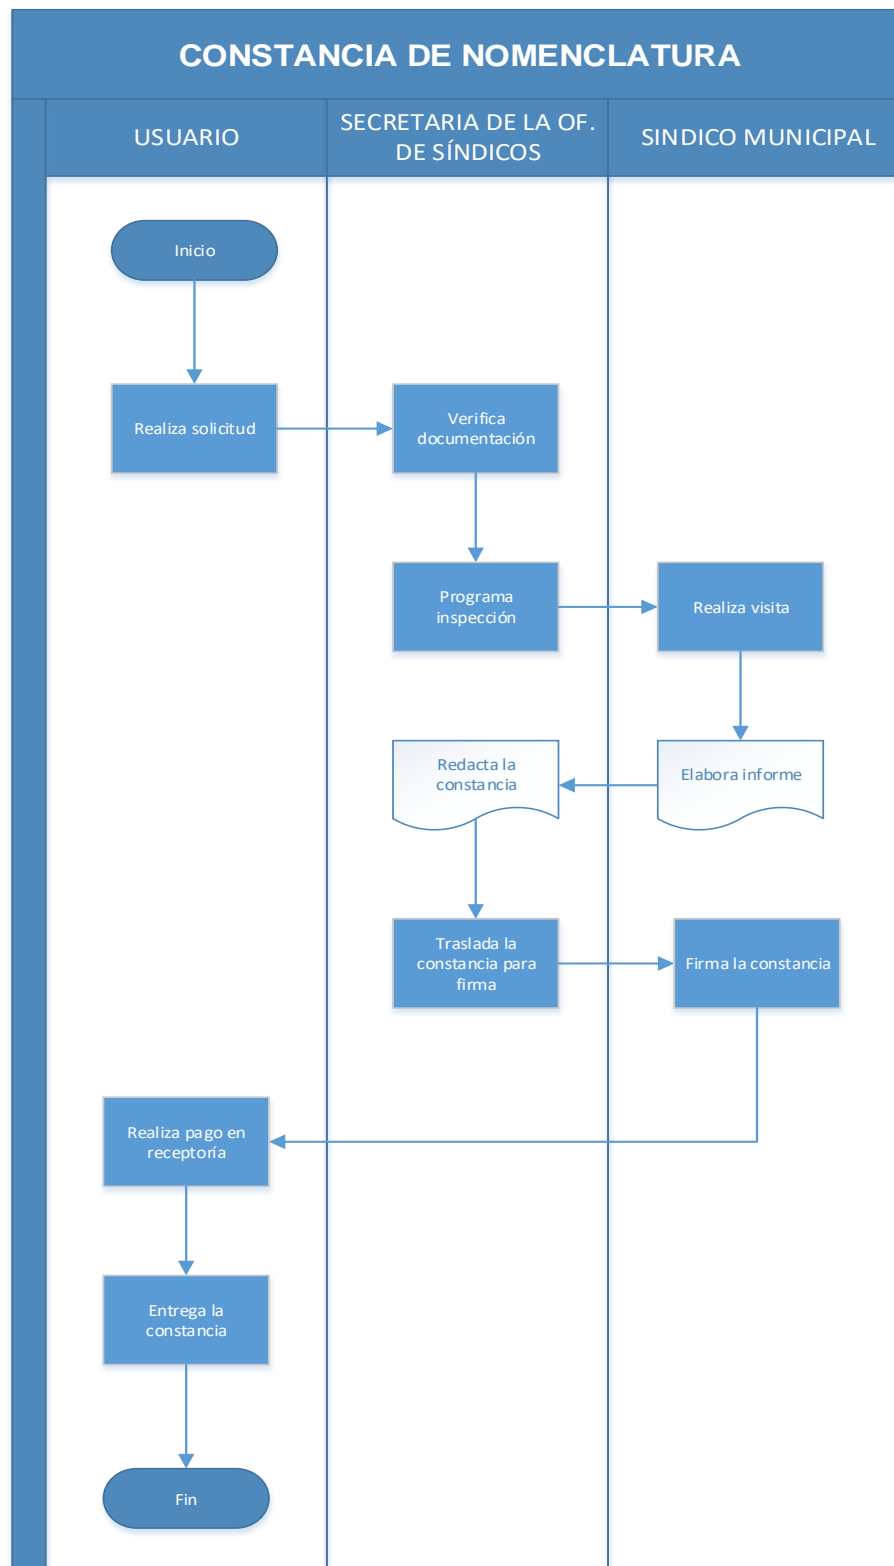 CONSTANCIA DE NOMENCLATURA
USUARIO
SECRETARIA DE LA OF.
DE SÍNDICOS
SINDICO MUNICIPAL
Inicio
Realiza solicitud
Verifica
documentación
Programa
inspección
Realiza visita
Elabora informe
Redacta la
constancia
Traslada la
constancia para
firma
Firma la constancia
Realiza pago en
receptoría
Entrega la
constancia
Fin